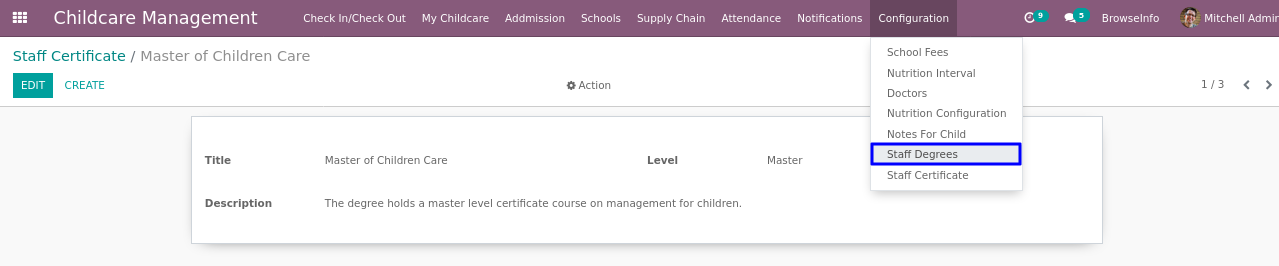 Childcare Management Check In/Check Out My Childcare Addmission Schools Supply Chain Attendance Notifications Configuration 9 5 BrowseInfo Mitchell Admin
Staff Certificate / Master of Children Care
EDIT CREATE Action 1 / 3
School Fees
Nutrition Interval
Doctors
Nutrition Configuration
Notes For Child
Staff Degrees
Staff Certificate
Title Master of Children Care Level Master
Description The degree holds a master level certificate course on management for children.